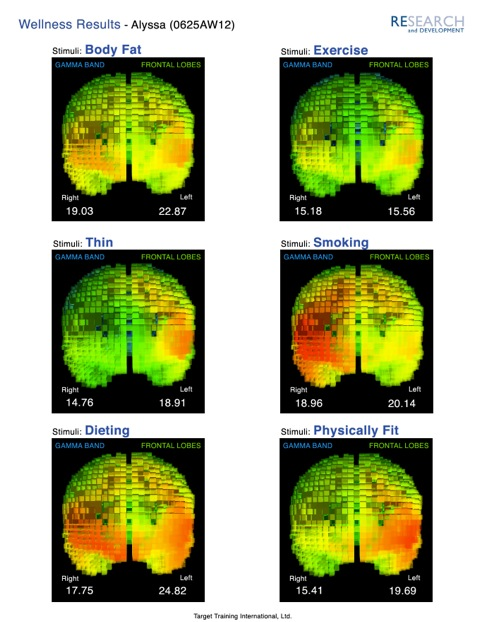 Wellness Results - Alyssa (0625AW12)
RESEARCH
and DEVELOPMENT
Stimuli: Body Fat
GAMMA BAND FRONTAL LOBES
Right Left
19.03 22.87
Stimuli: Exercise
GAMMA BAND FRONTAL LOBES
Right Left
15.18 15.56
Stimuli: Thin
GAMMA BAND FRONTAL LOBES
Right Left
14.76 18.91
Stimuli: Smoking
GAMMA BAND FRONTAL LOBES
Right Left
18.96 20.14
Stimuli: Dieting
GAMMA BAND FRONTAL LOBES
Right Left
17.75 24.82
Stimuli: Physically Fit
GAMMA BAND FRONTAL LOBES
Right Left
15.41 19.69
Target Training International, Ltd.